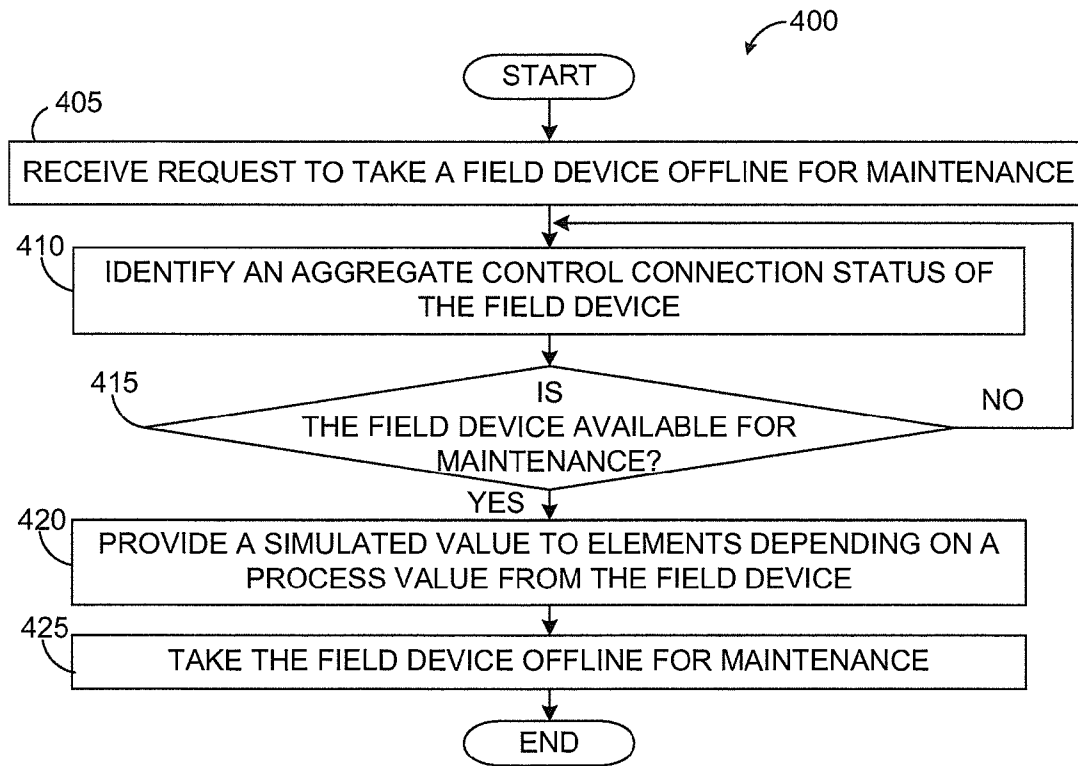 400
START
405
RECEIVE REQUEST TO TAKE A FIELD DEVICE OFFLINE FOR MAINTENANCE
410
IDENTIFY AN AGGREGATE CONTROL CONNECTION STATUS OF
THE FIELD DEVICE
415
IS
THE FIELD DEVICE AVAILABLE FOR
MAINTENANCE?
NO
YES
420
PROVIDE A SIMULATED VALUE TO ELEMENTS DEPENDING ON A
PROCESS VALUE FROM THE FIELD DEVICE
425
TAKE THE FIELD DEVICE OFFLINE FOR MAINTENANCE
END